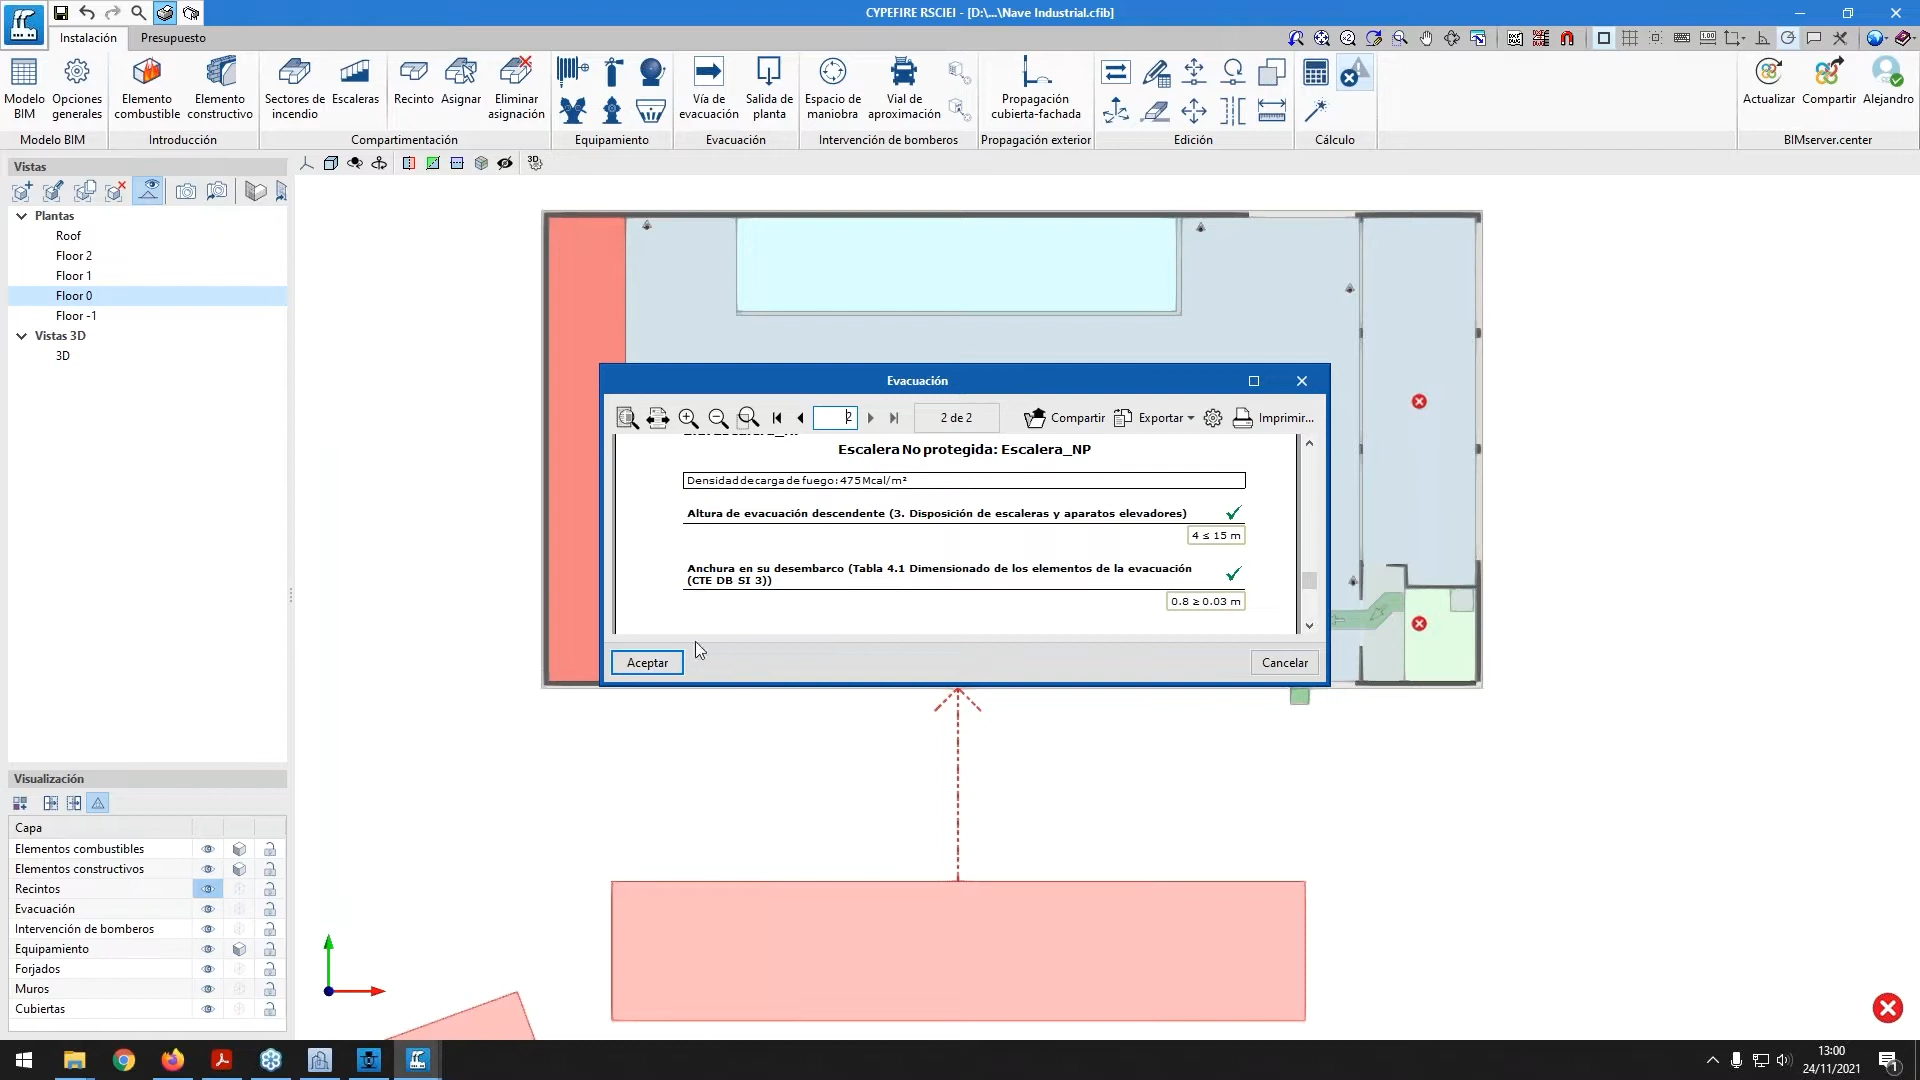 CYPEFIRE RSCIEI - [D:\...\Nave Industrial.cfib]
Instalación
Presupuesto
Modelo BIM
Opciones generales
Elemento combustible
Elemento constructivo
Sectores de incendio
Escaleras
Recinto
Asignar
Eliminar asignación
Vía de evacuación
Salida de planta
Espacio de maniobra
Vial de aproximación
Propagación cubierta-fachada
Actualizar
Compartir
Alejandro
Modelo BIM
Introducción
Compartimentación
Equipamiento
Evacuación
Intervención de bomberos
Propagación exterior
Edición
Cálculo
BIMserver.center
Vistas
Plantas
Roof
Floor 2
Floor 1
Floor 0
Floor -1
Vistas 3D
3D
Evacuación
2
2 de 2
Compartir
Exportar
Imprimir...
Escalera No protegida: Escalera_NP
Densidad de carga de fuego: 475 Mcal/m²
Altura de evacuación descendente (3. Disposición de escaleras y aparatos elevadores)
4 ≤ 15 m
Anchura en su desembarco (Tabla 4.1 Dimensionado de los elementos de la evacuación
(CTE DB SI 3))
0.8 ≥ 0.03 m
Aceptar
Cancelar
Visualización
Capa
Elementos combustibles
Elementos constructivos
Recintos
Evacuación
Intervención de bomberos
Equipamiento
Forjados
Muros
Cubiertas
13:00
24/11/2021